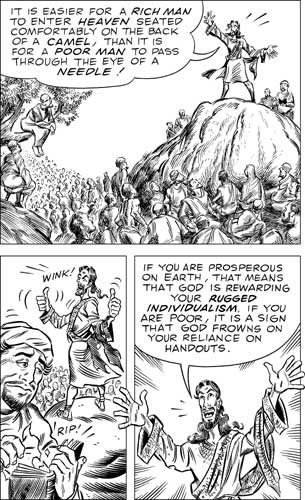 IT IS EASIER FOR A RICH MAN
TO ENTER HEAVEN SEATED
COMFORTABLY ON THE BACK
OF A CAMEL, THAN IT IS
FOR A POOR MAN TO PASS
THROUGH THE EYE OF A
NEEDLE!
WINK!
RIP!
IF YOU ARE PROSPEROUS
ON EARTH, THAT MEANS
THAT GOD IS REWARDING
YOUR RUGGED
INDIVIDUALISM. IF
YOU ARE POOR, IT IS A SIGN
THAT GOD FROWNS ON
YOUR RELIANCE ON
HANDOUTS.